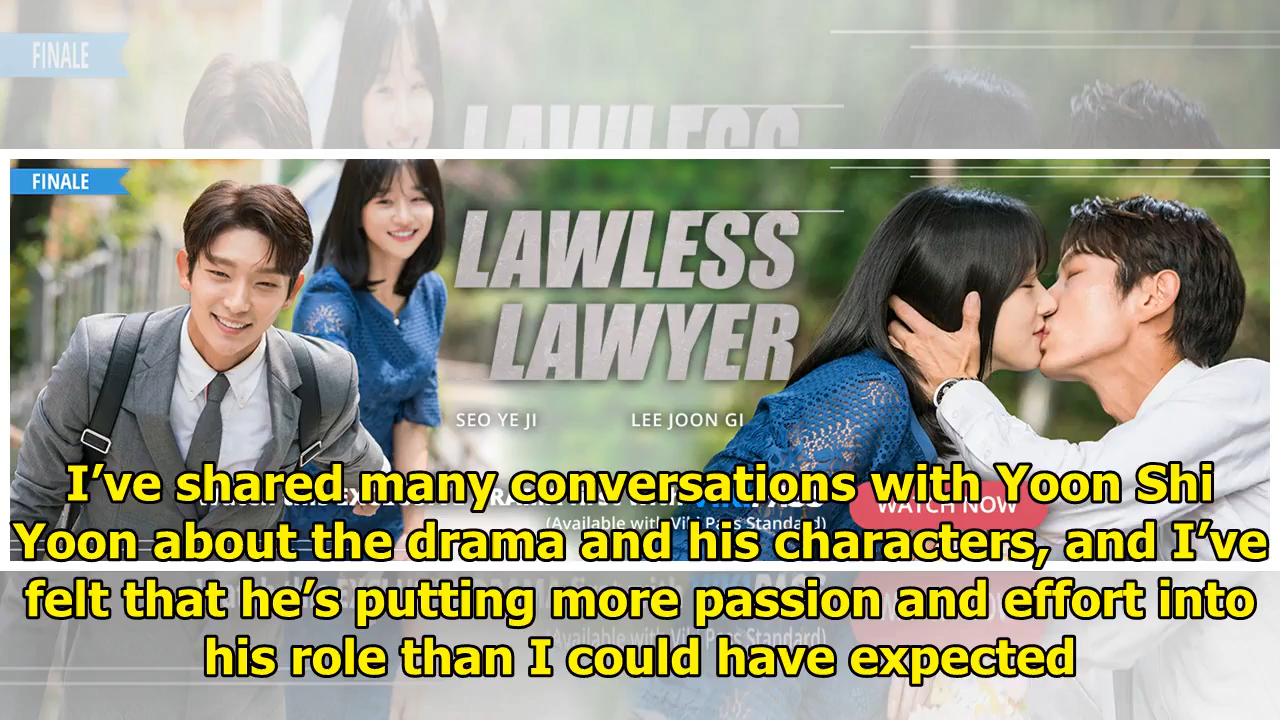 FINALE
LAWLESS
FINALE
LAWLESS
LAWYER
SEO YE JI
LEE JOON GI
WATCH NOW
(Available with Viki Pass Standard)
I’ve shared many conversations with Yoon Shi
Yoon about the drama and his characters, and I’ve
felt that he’s putting more passion and effort into
his role than I could have expected